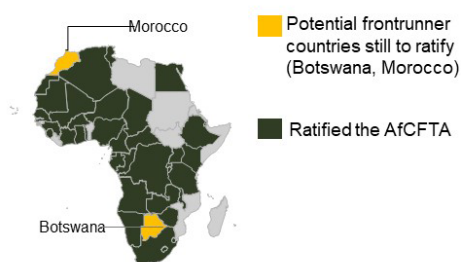 Morocco
Potential frontrunner
countries still to ratify
(Botswana, Morocco)
Ratified the AfCFTA
Botswana